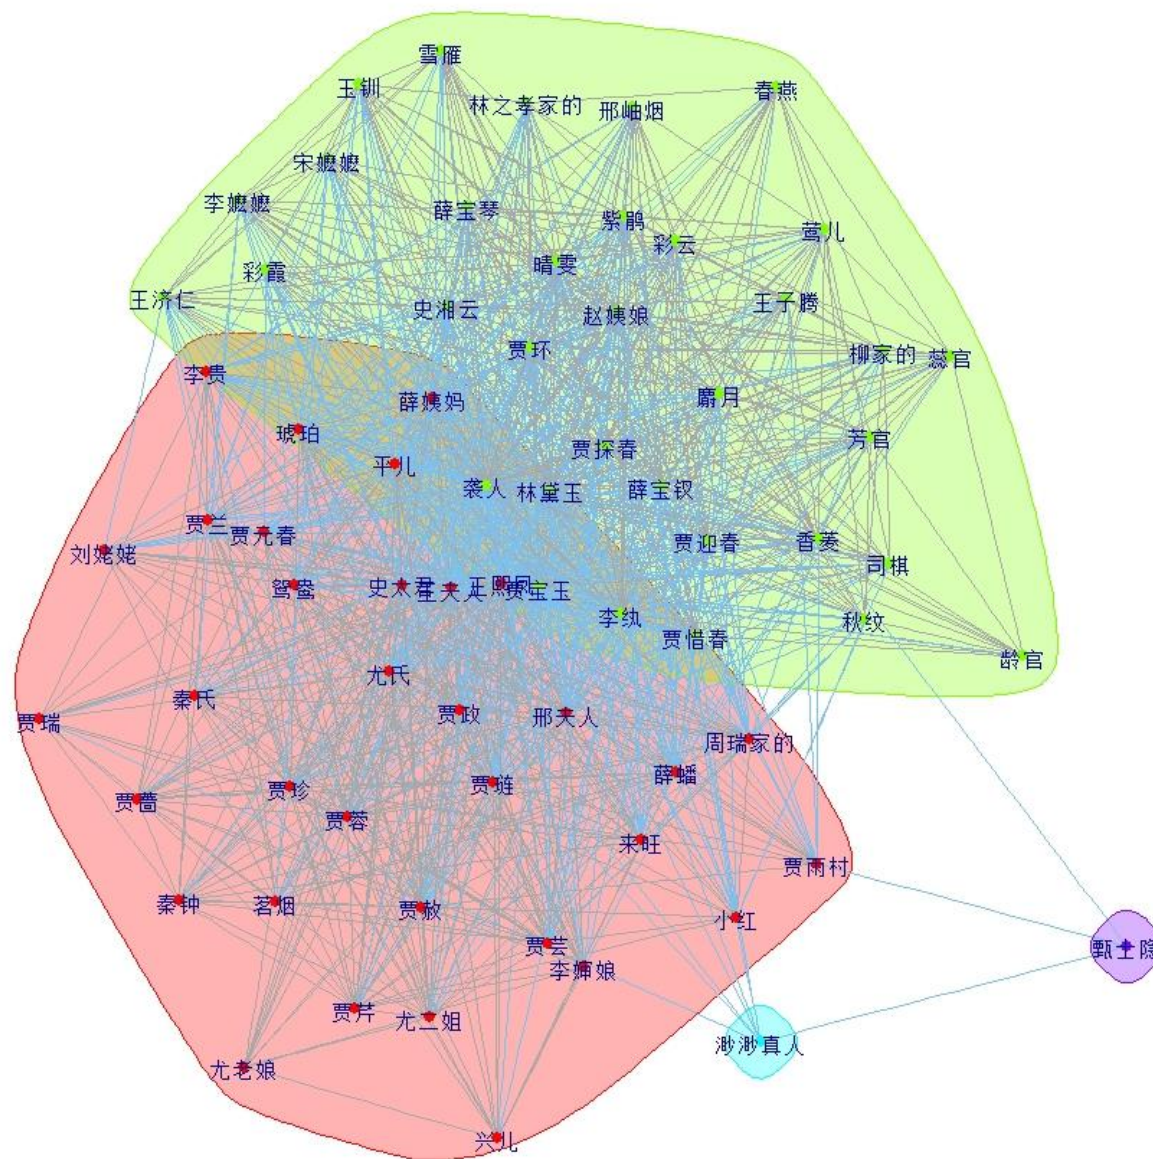 雪雁
玉钏
春燕
林之孝家的
邢岫烟
宋嬷嬷
李嬷嬷
薛宝琴
紫鹃
莺儿
彩云
晴雯
彩霞
王济仁
王子腾
史湘云
赵姨娘
贾环
柳家的
蕊官
李贵
麝月
薛姨妈
琥珀
芳官
贾探春
平儿
袭人
林黛玉
薛宝钗
贾兰
贾元春
贾迎春
香菱
刘姥姥
司棋
鸳鸯
史太君
王夫人
王熙凤
贾宝玉
李纨
秋纹
贾惜春
龄官
尤氏
秦氏
贾瑞
贾政
邢夫人
周瑞家的
薛蟠
贾琏
贾珍
贾蔷
贾蓉
来旺
贾雨村
秦钟
茗烟
贾赦
小红
贾芸
甄士隐
李婶娘
贾芹
尤二姐
渺渺真人
尤老娘
兴儿